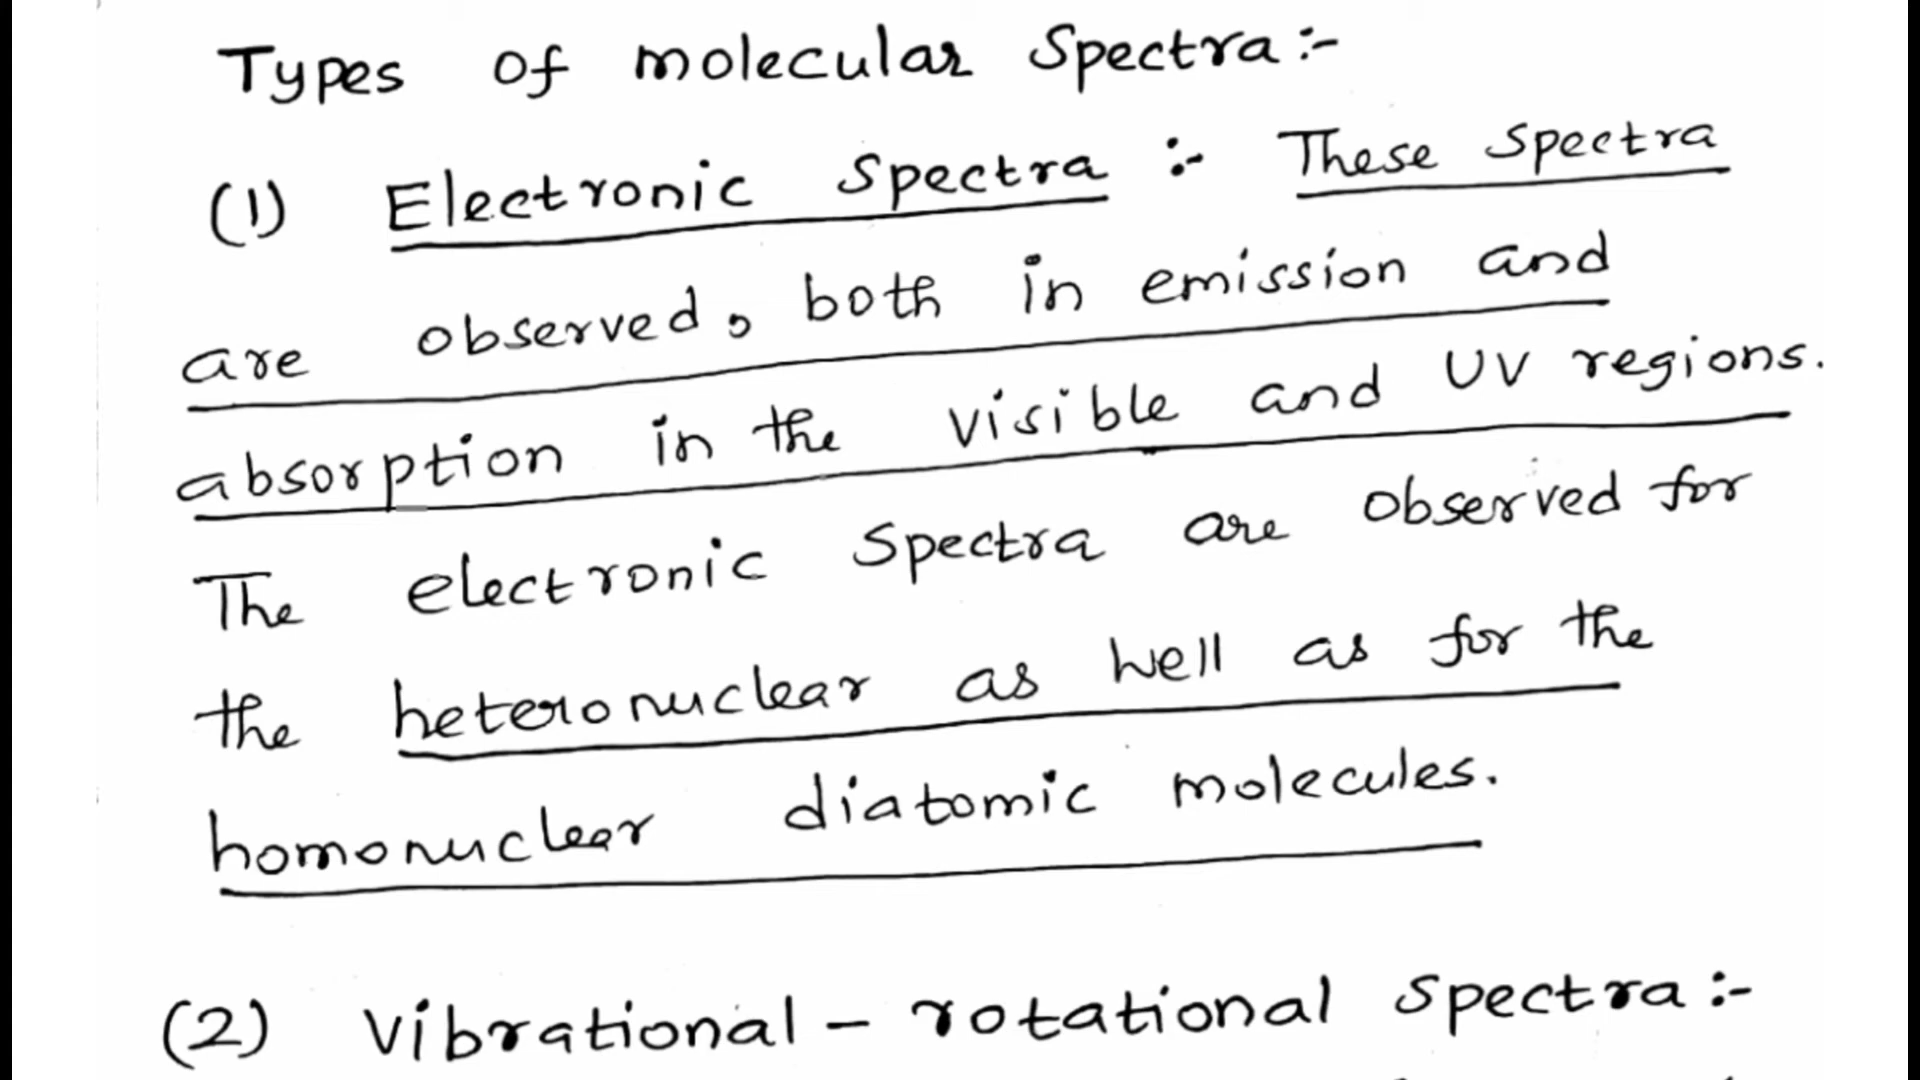 Types of molecular Spectra:-
(1) Electronic Spectra :- These spectra
are observed, both in emission and
absorption in the visible and UV regions.
The electronic Spectra are observed for
the heteronuclear as well as for the
homonuclear diatomic molecules.
(2) Vibrational - rotational Spectra:-